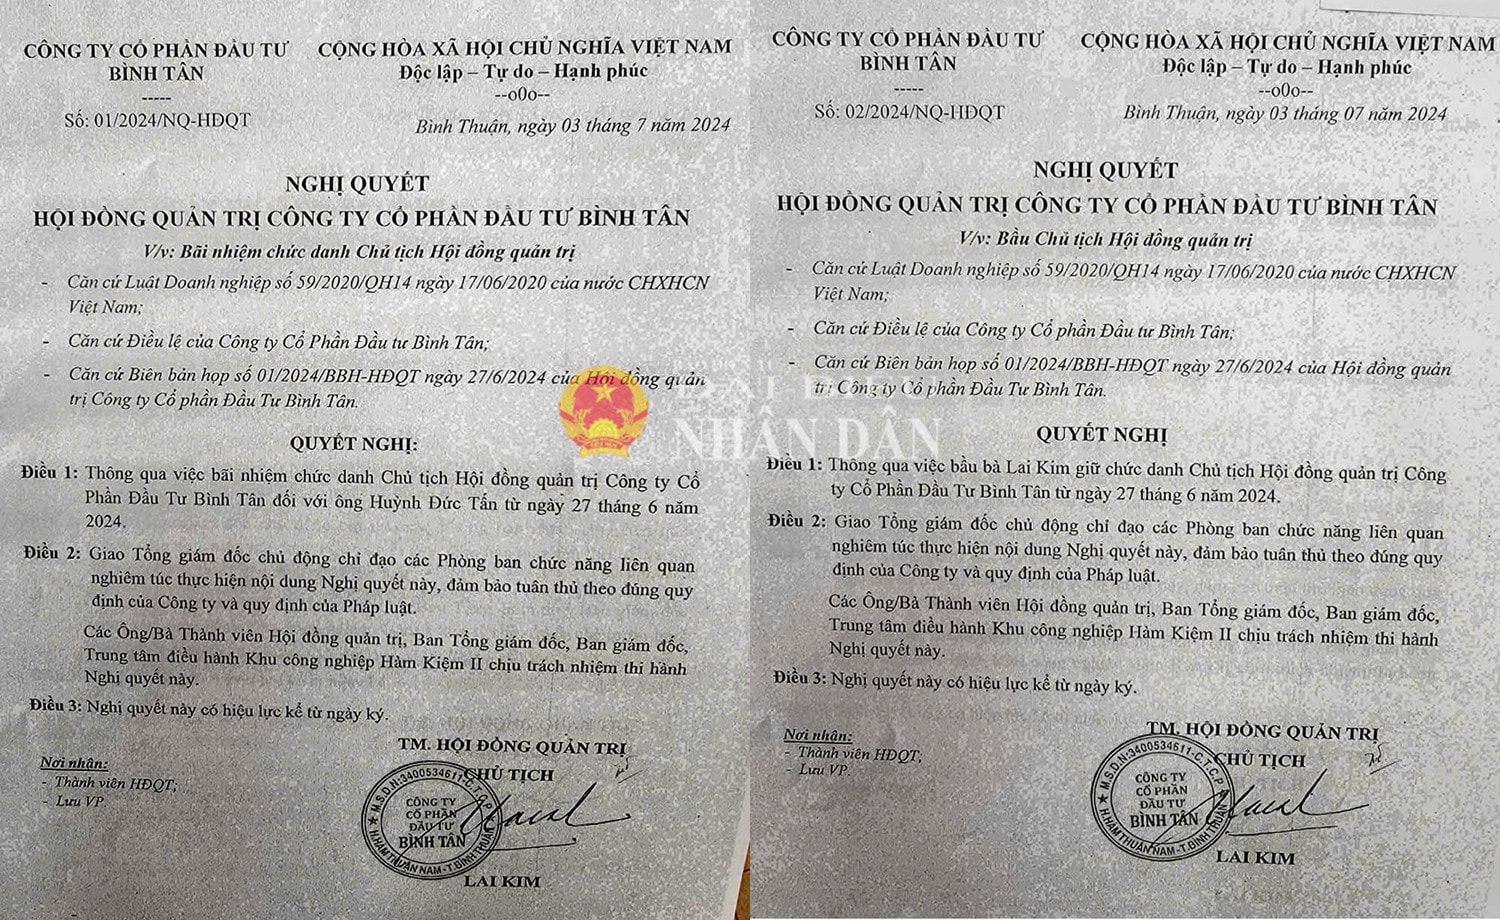 CÔNG TY CỔ PHẦN ĐẦU TƯ
BÌNH TÂN
-----
Số: 01/2024/NQ-HĐQT
CỘNG HÒA XÃ HỘI CHỦ NGHĨA VIỆT NAM
Độc lập – Tự do – Hạnh phúc
--o0o--
Bình Thuận, ngày 03 tháng 7 năm 2024
NGHỊ QUYẾT
HỘI ĐỒNG QUẢN TRỊ CÔNG TY CỔ PHẦN ĐẦU TƯ BÌNH TÂN
V/v: Bãi nhiệm chức danh Chủ tịch Hội đồng quản trị
- Căn cứ Luật Doanh nghiệp số 59/2020/QH14 ngày 17/06/2020 của nước CHXHCN
Việt Nam;
- Căn cứ Điều lệ của Công ty Cổ Phần Đầu tư Bình Tân;
- Căn cứ Biên bản họp số 01/2024/BBH-HĐQT ngày 27/6/2024 của Hội đồng quản
trị Công ty Cổ phần Đầu Tư Bình Tân.
QUYẾT NGHỊ:
Điều 1: Thông qua việc bãi nhiệm chức danh Chủ tịch Hội đồng quản trị Công ty Cổ
Phần Đầu Tư Bình Tân đối với ông Huỳnh Đức Tấn từ ngày 27 tháng 6 năm
2024.
Điều 2: Giao Tổng giám đốc chủ động chỉ đạo các Phòng ban chức năng liên quan
nghiêm túc thực hiện nội dung Nghị quyết này, đảm bảo tuân thủ theo đúng quy
định của Công ty và quy định của Pháp luật.
Các Ông/Bà Thành viên Hội đồng quản trị, Ban Tổng giám đốc, Ban giám đốc,
Trung tâm điều hành Khu công nghiệp Hàm Kiệm II chịu trách nhiệm thi hành
Nghị quyết này.
Điều 3: Nghị quyết này có hiệu lực kể từ ngày ký.
Nơi nhận:
- Thành viên HĐQT;
- Lưu VP.
TM. HỘI ĐỒNG QUẢN TRỊ
CHỦ TỊCH
M.S.D.N:3400534611-C.T.C.P
CÔNG TY
CỔ PHẦN
ĐẦU TƯ
BÌNH TÂN
H.HÀM THUẬN NAM-T.BÌNH THUẬN
LAI KIM
CÔNG TY CỔ PHẦN ĐẦU TƯ
BÌNH TÂN
-----
Số: 02/2024/NQ-HĐQT
CỘNG HÒA XÃ HỘI CHỦ NGHĨA VIỆT NAM
Độc lập – Tự do – Hạnh phúc
--o0o--
Bình Thuận, ngày 03 tháng 07 năm 2024
NGHỊ QUYẾT
HỘI ĐỒNG QUẢN TRỊ CÔNG TY CỔ PHẦN ĐẦU TƯ BÌNH TÂN
V/v: Bầu Chủ tịch Hội đồng quản trị
- Căn cứ Luật Doanh nghiệp số 59/2020/QH14 ngày 17/06/2020 của nước CHXHCN
Việt Nam;
- Căn cứ Điều lệ của Công ty Cổ phần Đầu tư Bình Tân;
- Căn cứ Biên bản họp số 01/2024/BBH-HĐQT ngày 27/6/2024 của Hội đồng quản
trị Công ty Cổ phần Đầu Tư Bình Tân.
QUYẾT NGHỊ
Điều 1: Thông qua việc bầu bà Lai Kim giữ chức danh Chủ tịch Hội đồng quản trị Công
ty Cổ Phần Đầu Tư Bình Tân từ ngày 27 tháng 6 năm 2024.
Điều 2: Giao Tổng giám đốc chủ động chỉ đạo các Phòng ban chức năng liên quan
nghiêm túc thực hiện nội dung Nghị quyết này, đảm bảo tuân thủ theo đúng quy
định của Công ty và quy định của Pháp luật.
Các Ông/Bà Thành viên Hội đồng quản trị, Ban Tổng giám đốc, Ban giám đốc,
Trung tâm điều hành Khu công nghiệp Hàm Kiệm II chịu trách nhiệm thi hành
Nghị quyết này.
Điều 3: Nghị quyết này có hiệu lực kể từ ngày ký.
Nơi nhận:
- Thành viên HĐQT;
- Lưu VP.
TM. HỘI ĐỒNG QUẢN TRỊ
CHỦ TỊCH
M.S.D.N:3400534611-C.T.C.P
CÔNG TY
CỔ PHẦN
ĐẦU TƯ
BÌNH TÂN
H.HÀM THUẬN NAM-T.BÌNH THUẬN
LAI KIM
NHÂN DÂN